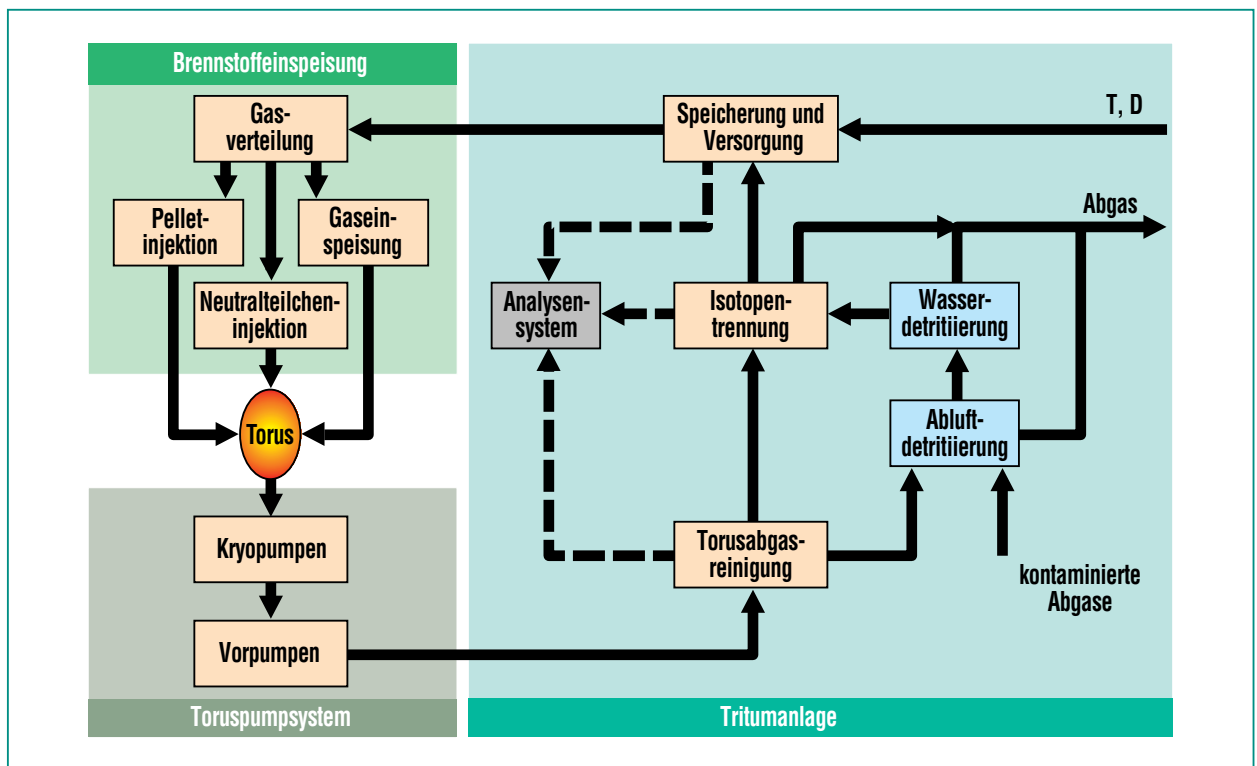 Brennstoffeinspeisung
Gas-
verteilung
Pellet-
injektion
Gasein-
speisung
Neutralteilchen-
injektion
Torus
Kryopumpen
Vorpumpen
Toruspumpsystem
Speicherung und
Versorgung
T, D
Abgas
Analysen-
system
Isotopen-
trennung
Wasser-
detritiierung
Abluft-
detritiierung
Torusabgas-
reinigung
kontaminierte
Abgase
Tritumanlage